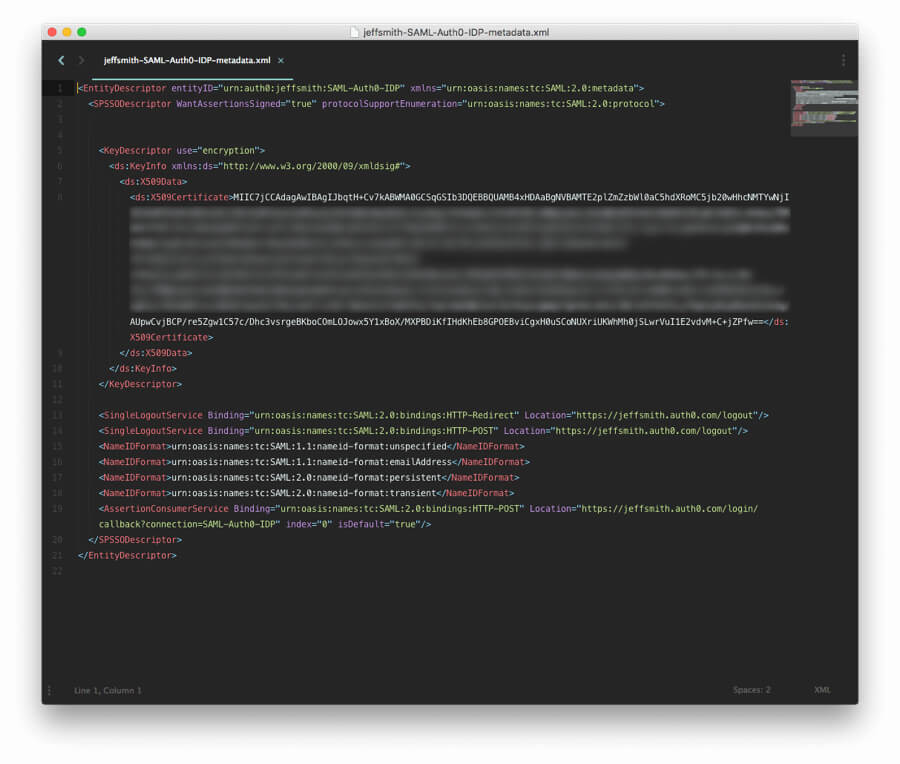 jeffsmith-SAML-Auth0-IDP-metadata.xml
jeffsmith-SAML-Auth0-IDP-metadata.xml ×
1 <EntityDescriptor entityID="urn:auth0:jeffsmith:SAML-Auth0-IDP" xmlns="urn:oasis:names:tc:SAML:2.0:metadata">
2 <SPSSODescriptor WantAssertionsSigned="true" protocolSupportEnumeration="urn:oasis:names:tc:SAML:2.0:protocol">
3
4
5 <KeyDescriptor use="encryption">
6 <ds:KeyInfo xmlns:ds="http://www.w3.org/2000/09/xmldsig#">
7 <ds:X509Data>
8 <ds:X509Certificate>MIIC7jCCAdagAwIBAgIJbqtH+Cv7kABWMA0GCSqGSIb3DQEBBQUAMB4xHDAaBgNVBAMTE2plZmZzbWl0aC5hdXRoMC5jb20wHhcNMTYwNjI
AUpwCvjBCP/re5Zgw1C57c/Dhc3vsrgeBKboCOmLOJowx5Y1xBoX/MXPBDiKfIHdKhEb8GPOEBviCgxH0uSCoNUXriUKWhMh0jSLwrVuI1E2vdvM+C+jZPfw==</ds:
X509Certificate>
9 </ds:X509Data>
10 </ds:KeyInfo>
11 </KeyDescriptor>
12
13 <SingleLogoutService Binding="urn:oasis:names:tc:SAML:2.0:bindings:HTTP-Redirect" Location="https://jeffsmith.auth0.com/logout"/>
14 <SingleLogoutService Binding="urn:oasis:names:tc:SAML:2.0:bindings:HTTP-POST" Location="https://jeffsmith.auth0.com/logout"/>
15 <NameIDFormat>urn:oasis:names:tc:SAML:1.1:nameid-format:unspecified</NameIDFormat>
16 <NameIDFormat>urn:oasis:names:tc:SAML:1.1:nameid-format:emailAddress</NameIDFormat>
17 <NameIDFormat>urn:oasis:names:tc:SAML:2.0:nameid-format:persistent</NameIDFormat>
18 <NameIDFormat>urn:oasis:names:tc:SAML:2.0:nameid-format:transient</NameIDFormat>
19 <AssertionConsumerService Binding="urn:oasis:names:tc:SAML:2.0:bindings:HTTP-POST" Location="https://jeffsmith.auth0.com/login/
callback?connection=SAML-Auth0-IDP" index="0" isDefault="true"/>
20 </SPSSODescriptor>
21 </EntityDescriptor>
22
Line 1, Column 1
Spaces: 2
XML